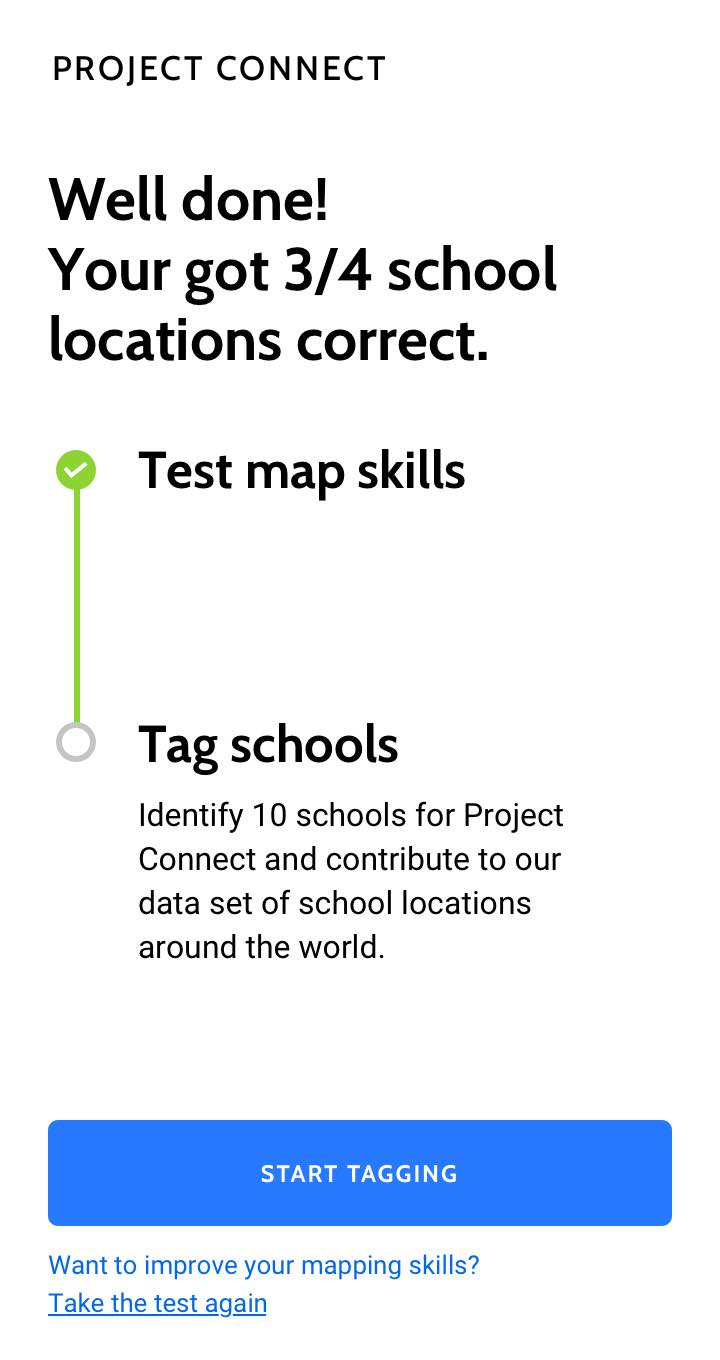 PROJECT CONNECT
Well done!
Your got 3/4 school
locations correct.
Test map skills
Tag schools
Identify 10 schools for Project
Connect and contribute to our
data set of school locations
around the world.
START TAGGING
Want to improve your mapping skills?
Take the test again